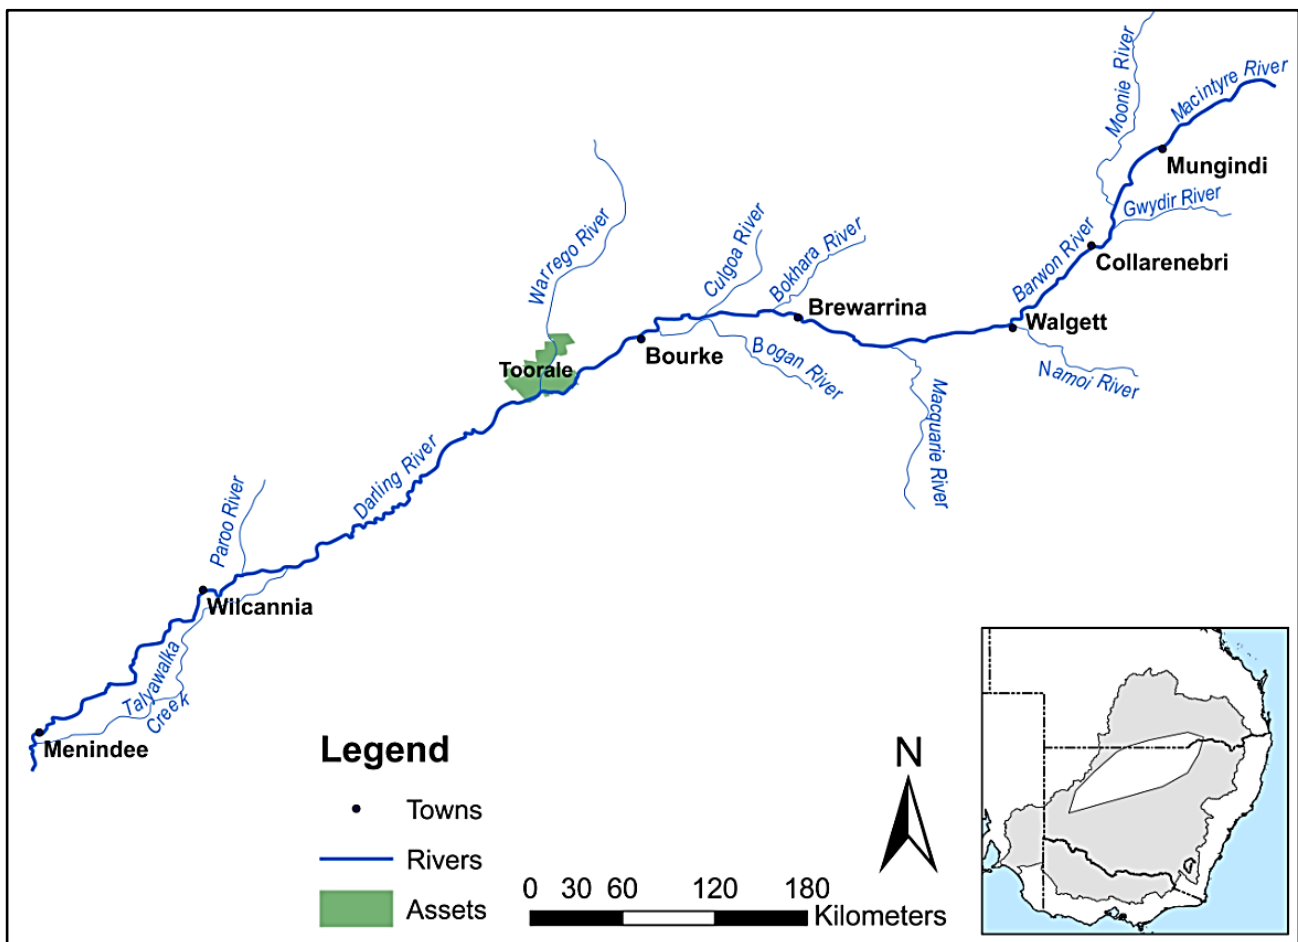 Moonie River
Macintyre River
Mungindi
Gwydir River
Warrego River
Culgoa River
Bokhara River
Barwon River
Collarenebri
Brewarrina
Walgett
Bourke
Bogan River
Toorale
Namoi River
Macquarie River
Darling River
Paroo River
Wilcannia
Talyawalka
Creek
Menindee
Legend
Towns
Rivers
Assets
N
0 30 60 120 180
Kilometers